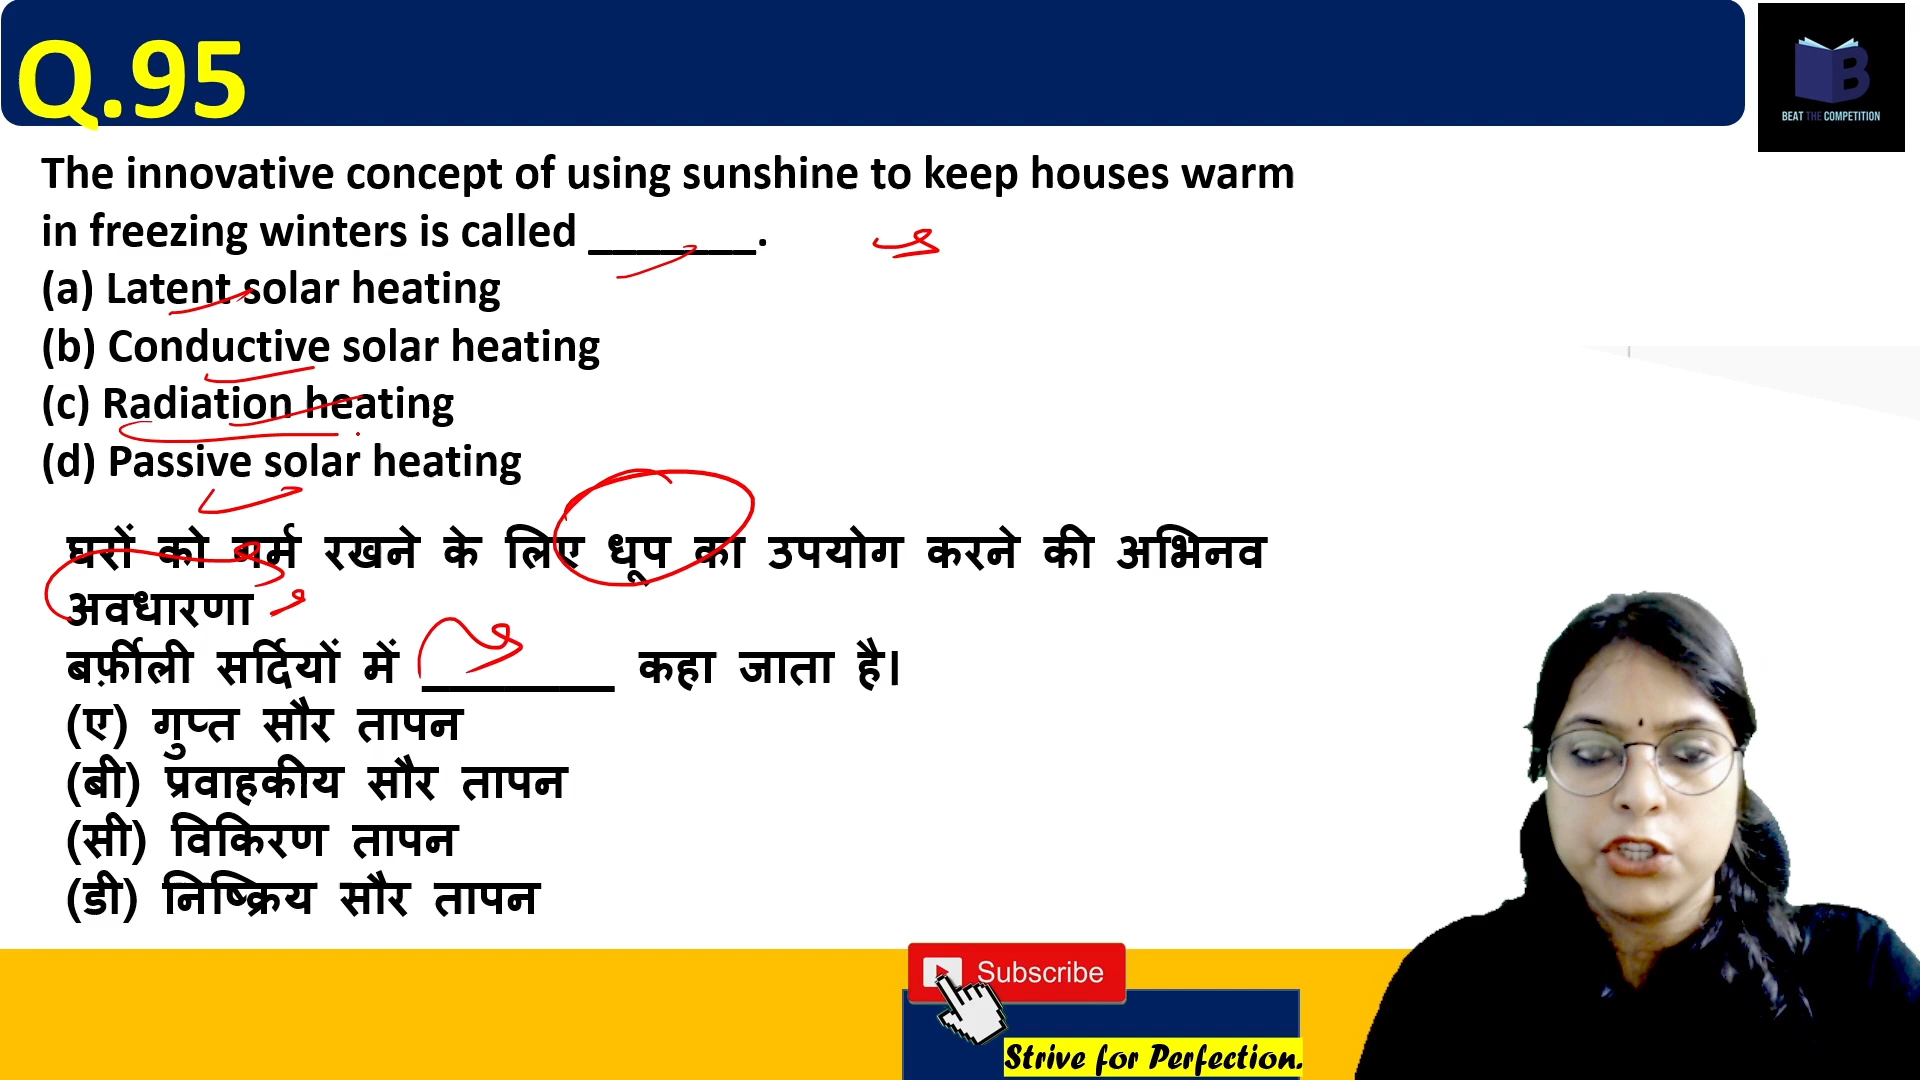 Q.95
BEAT THE COMPETITION
The innovative concept of using sunshine to keep houses warm
in freezing winters is called _______.
(a) Latent solar heating
(b) Conductive solar heating
(c) Radiation heating
(d) Passive solar heating
घरों को गर्म रखने के लिए धूप का उपयोग करने की अभिनव
अवधारणा
बर्फ़ीली सर्दियों में ________ कहा जाता है।
(ए) गुप्त सौर तापन
(बी) प्रवाहकीय सौर तापन
(सी) विकिरण तापन
(डी) निष्क्रिय सौर तापन
Subscribe
Strive for Perfection.